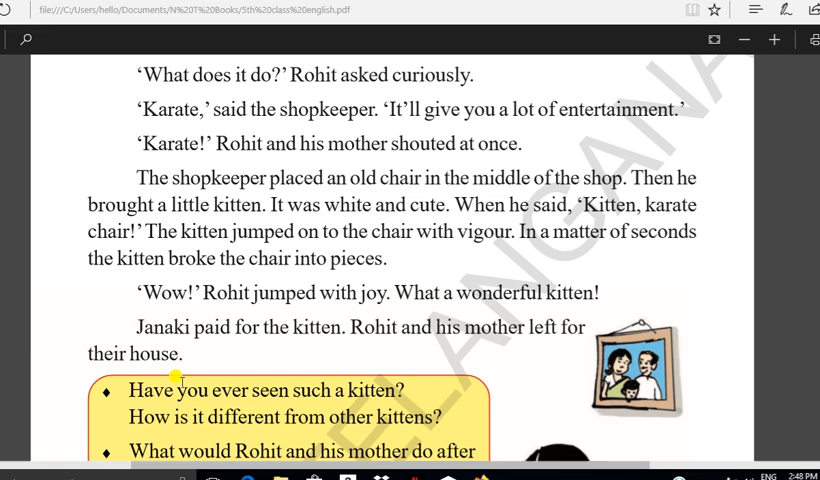 file:///C:/Users/hello/Documents/N%20T%20Books/5th%20class%20english.pdf
‘What does it do?’ Rohit asked curiously.
‘Karate,’ said the shopkeeper. ‘It’ll give you a lot of entertainment.’
‘Karate!’ Rohit and his mother shouted at once.
The shopkeeper placed an old chair in the middle of the shop. Then he
brought a little kitten. It was white and cute. When he said, ‘Kitten, karate
chair!’ The kitten jumped on to the chair with vigour. In a matter of seconds
the kitten broke the chair into pieces.
‘Wow!’ Rohit jumped with joy. What a wonderful kitten!
Janaki paid for the kitten. Rohit and his mother left for
their house.
♦ Have you ever seen such a kitten?
How is it different from other kittens?
♦ What would Rohit and his mother do after
TELANGANA
ENG
2:48 PM